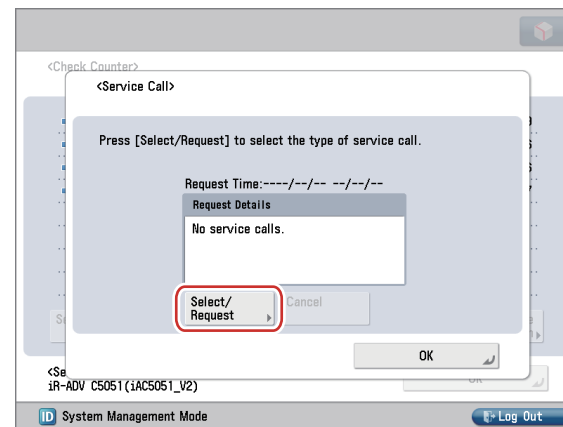 <Check Counter>
<Service Call>
Press [Select/Request] to select the type of service call.
Request Time:----/--/-- --/--/--
Request Details
No service calls.
Select/
Request
Cancel
OK
iR-ADV C5051(iAC5051_V2)
OK
ID System Management Mode
Log Out